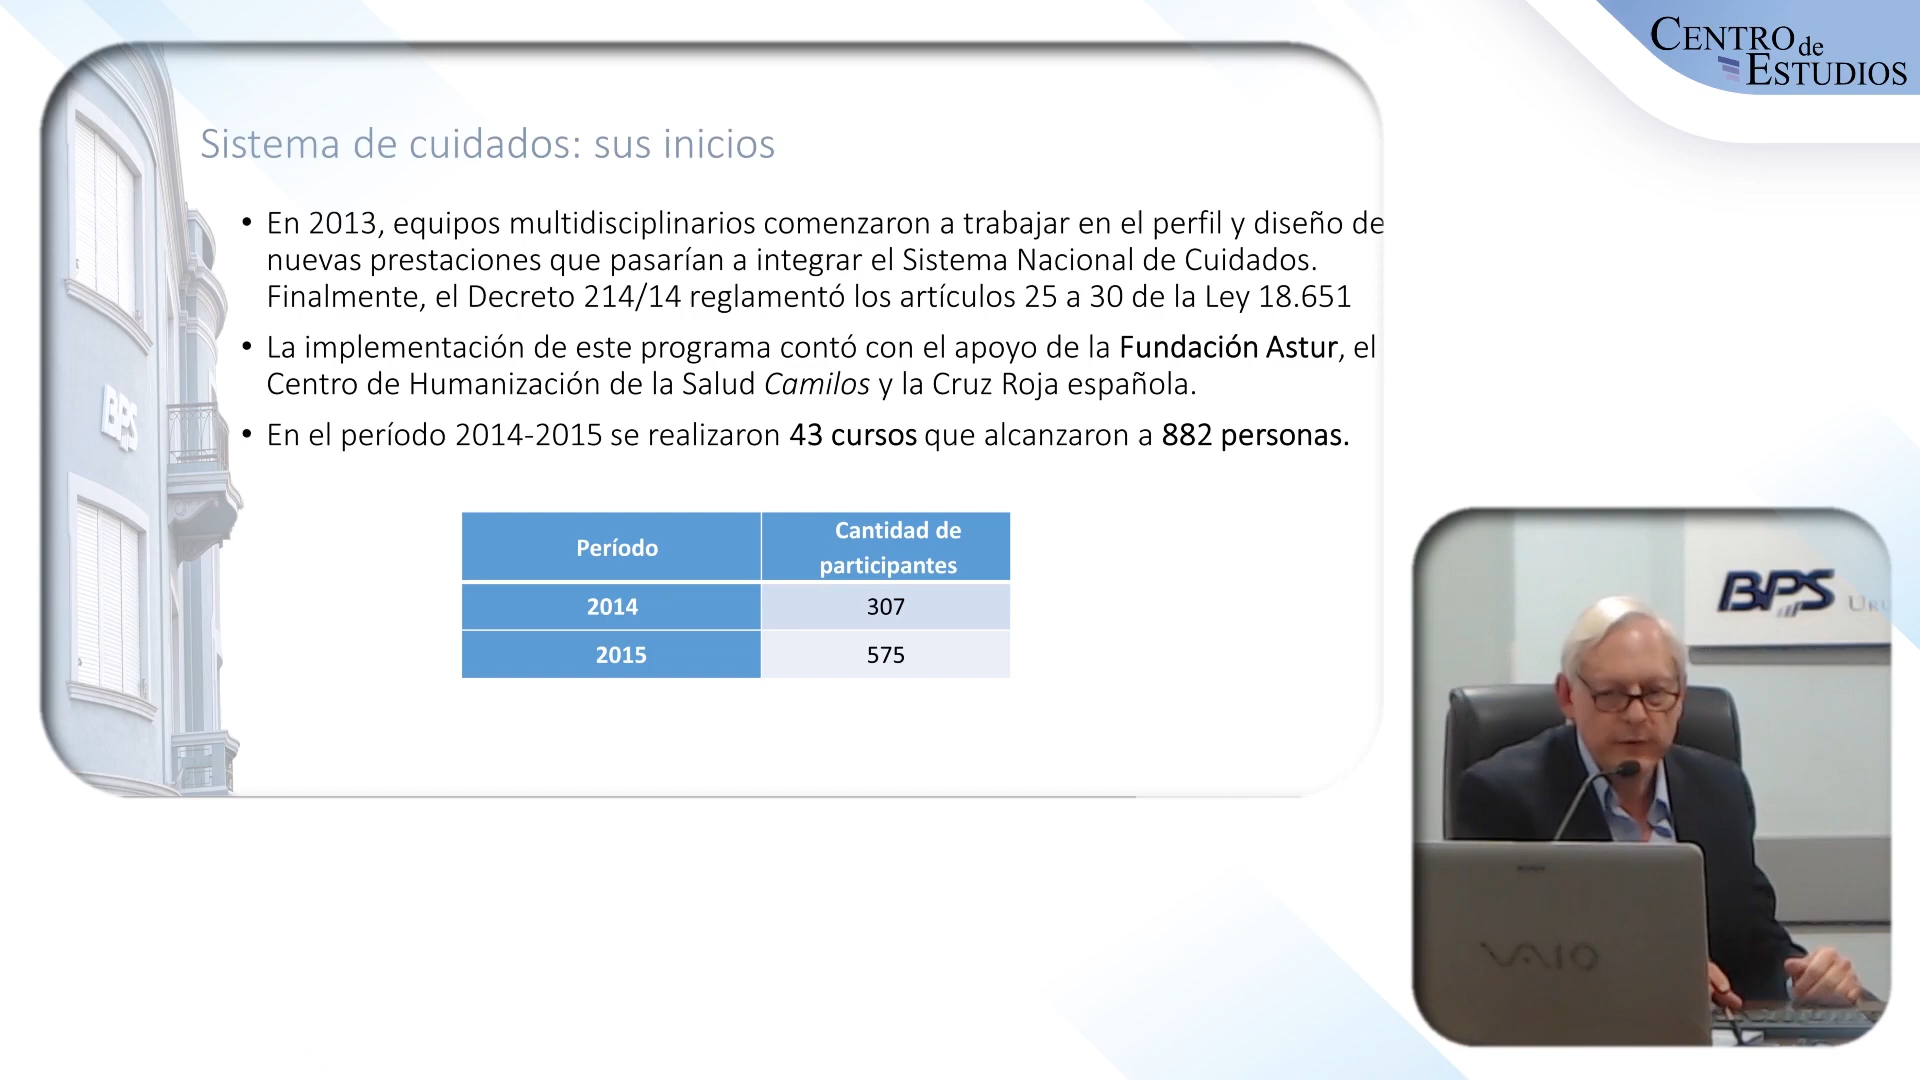 CENTRO de
ESTUDIOS
Sistema de cuidados: sus inicios
• En 2013, equipos multidisciplinarios comenzaron a trabajar en el perfil y diseño de
nuevas prestaciones que pasarían a integrar el Sistema Nacional de Cuidados.
Finalmente, el Decreto 214/14 reglamentó los artículos 25 a 30 de la Ley 18.651
• La implementación de este programa contó con el apoyo de la Fundación Astur, el
Centro de Humanización de la Salud Camilos y la Cruz Roja española.
• En el período 2014-2015 se realizaron 43 cursos que alcanzaron a 882 personas.
BPS
Período
Cantidad de
participantes
2014 307
2015 575
BPS
VAIO